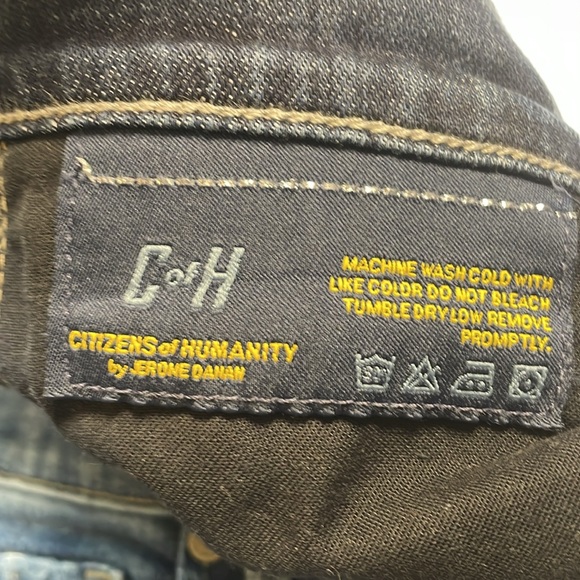 C of H
CITIZENS of HUMANITY
by JEROME DAHAN
MACHINE WASH COLD WITH
LIKE COLOR DO NOT BLEACH
TUMBLE DRY LOW REMOVE
PROMPTLY.